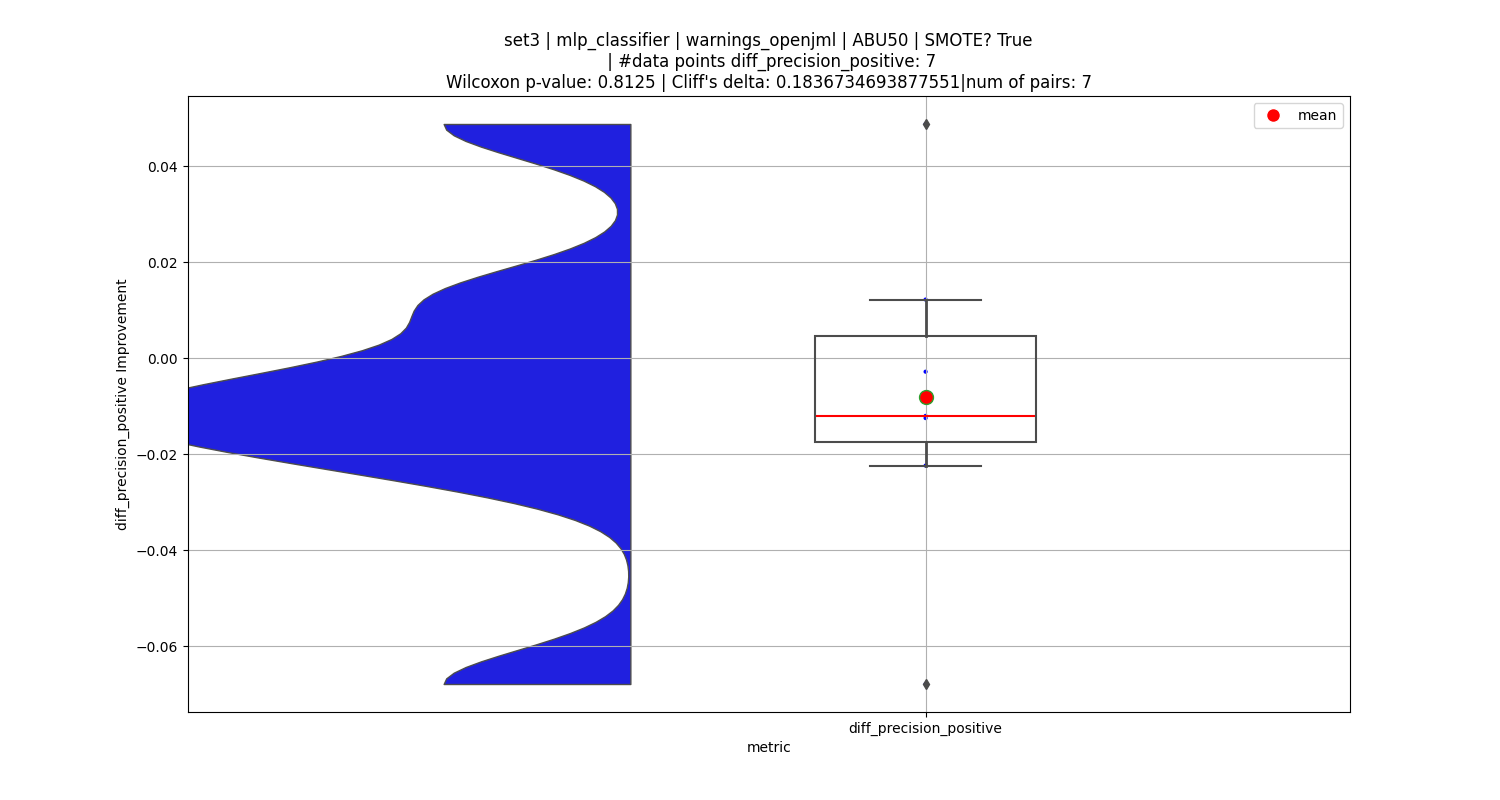 set3 | mlp_classifier | warnings_openjml | ABU50 | SMOTE? True
| #data points diff_precision_positive: 7
Wilcoxon p-value: 0.8125 | Cliff's delta: 0.1836734693877551|num of pairs: 7
mean
0.04
0.02
0.00
−0.02
−0.04
−0.06
diff_precision_positive Improvement
diff_precision_positive
metric